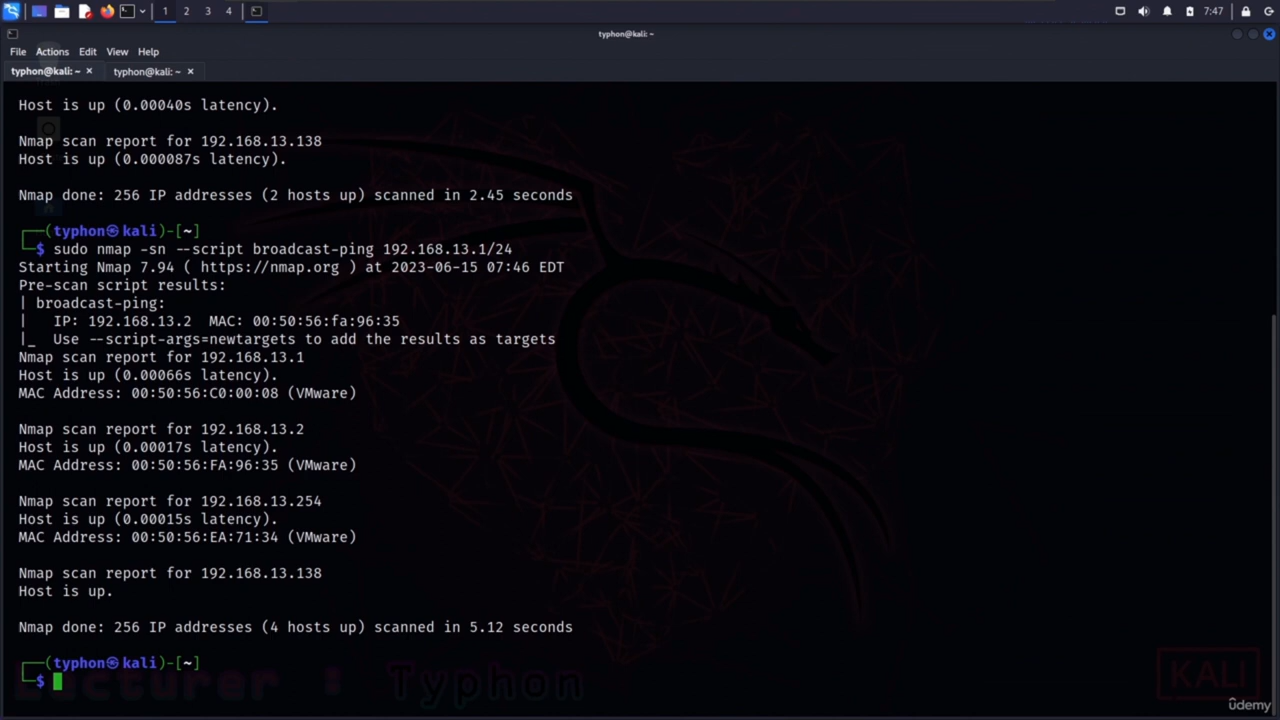 1 2 3 4
7:47
typhon@kali: ~
File Actions Edit View Help
typhon@kali: ~ × typhon@kali: ~ ×
Host is up (0.00040s latency).
Nmap scan report for 192.168.13.138
Host is up (0.000087s latency).
Nmap done: 256 IP addresses (2 hosts up) scanned in 2.45 seconds
┌──(typhon㉿kali)-[~]
└─$ sudo nmap -sn --script broadcast-ping 192.168.13.1/24
Starting Nmap 7.94 ( https://nmap.org ) at 2023-06-15 07:46 EDT
Pre-scan script results:
| broadcast-ping:
|   IP: 192.168.13.2  MAC: 00:50:56:fa:96:35
|_  Use --script-args=newtargets to add the results as targets
Nmap scan report for 192.168.13.1
Host is up (0.00066s latency).
MAC Address: 00:50:56:C0:00:08 (VMware)
Nmap scan report for 192.168.13.2
Host is up (0.00017s latency).
MAC Address: 00:50:56:FA:96:35 (VMware)
Nmap scan report for 192.168.13.254
Host is up (0.00015s latency).
MAC Address: 00:50:56:EA:71:34 (VMware)
Nmap scan report for 192.168.13.138
Host is up.
Nmap done: 256 IP addresses (4 hosts up) scanned in 5.12 seconds
┌──(typhon㉿kali)-[~]
└─$
Lecturer : Typhon
KALI
ûdemy